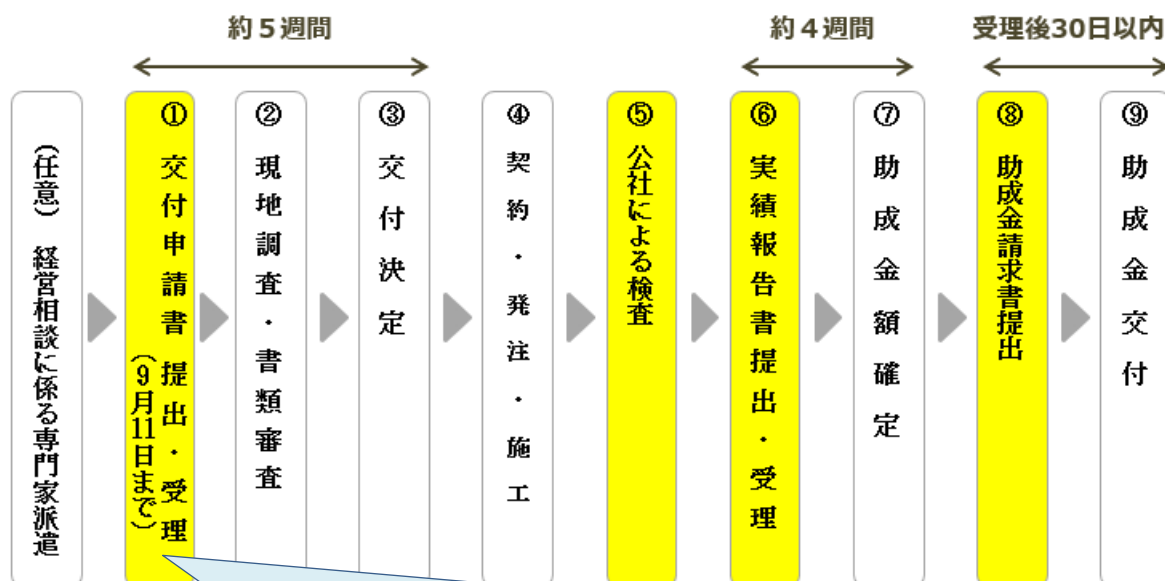 約5週間
約4週間
受理後30日以内
(任意) 経営相談に係る専門家派遣
① 交付申請書 提出・受理
(9月11日まで)
② 現地調査・書類審査
③ 交付決定
④ 契約・発注・施工
⑤ 公社による検査
⑥ 実績報告書提出・受理
⑦ 助成金額確定
⑧ 助成金請求書提出
⑨ 助成金交付